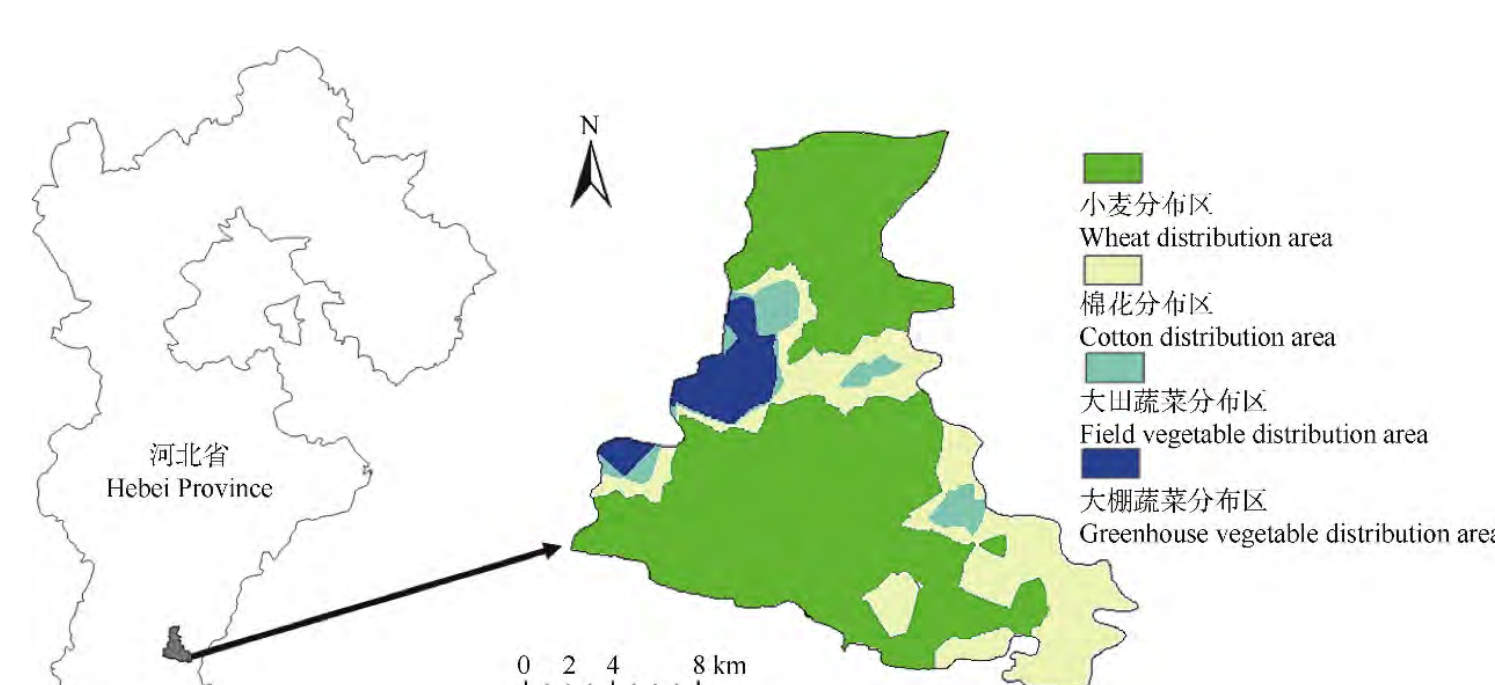 N
小麦分布区
Wheat distribution area
棉花分布区
Cotton distribution area
大田蔬菜分布区
Field vegetable distribution area
大棚蔬菜分布区
Greenhouse vegetable distribution area
河北省
Hebei Province
0 2 4 8 km